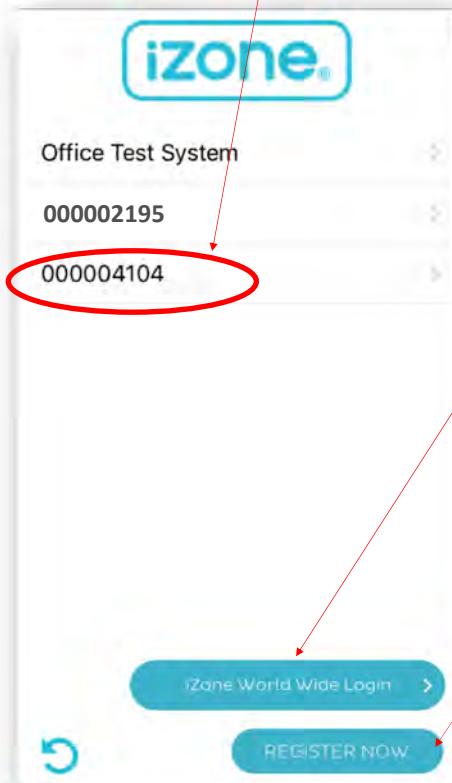 izone®
Office Test System
000002195
000004104
iZone World Wide Login
REGISTER NOW